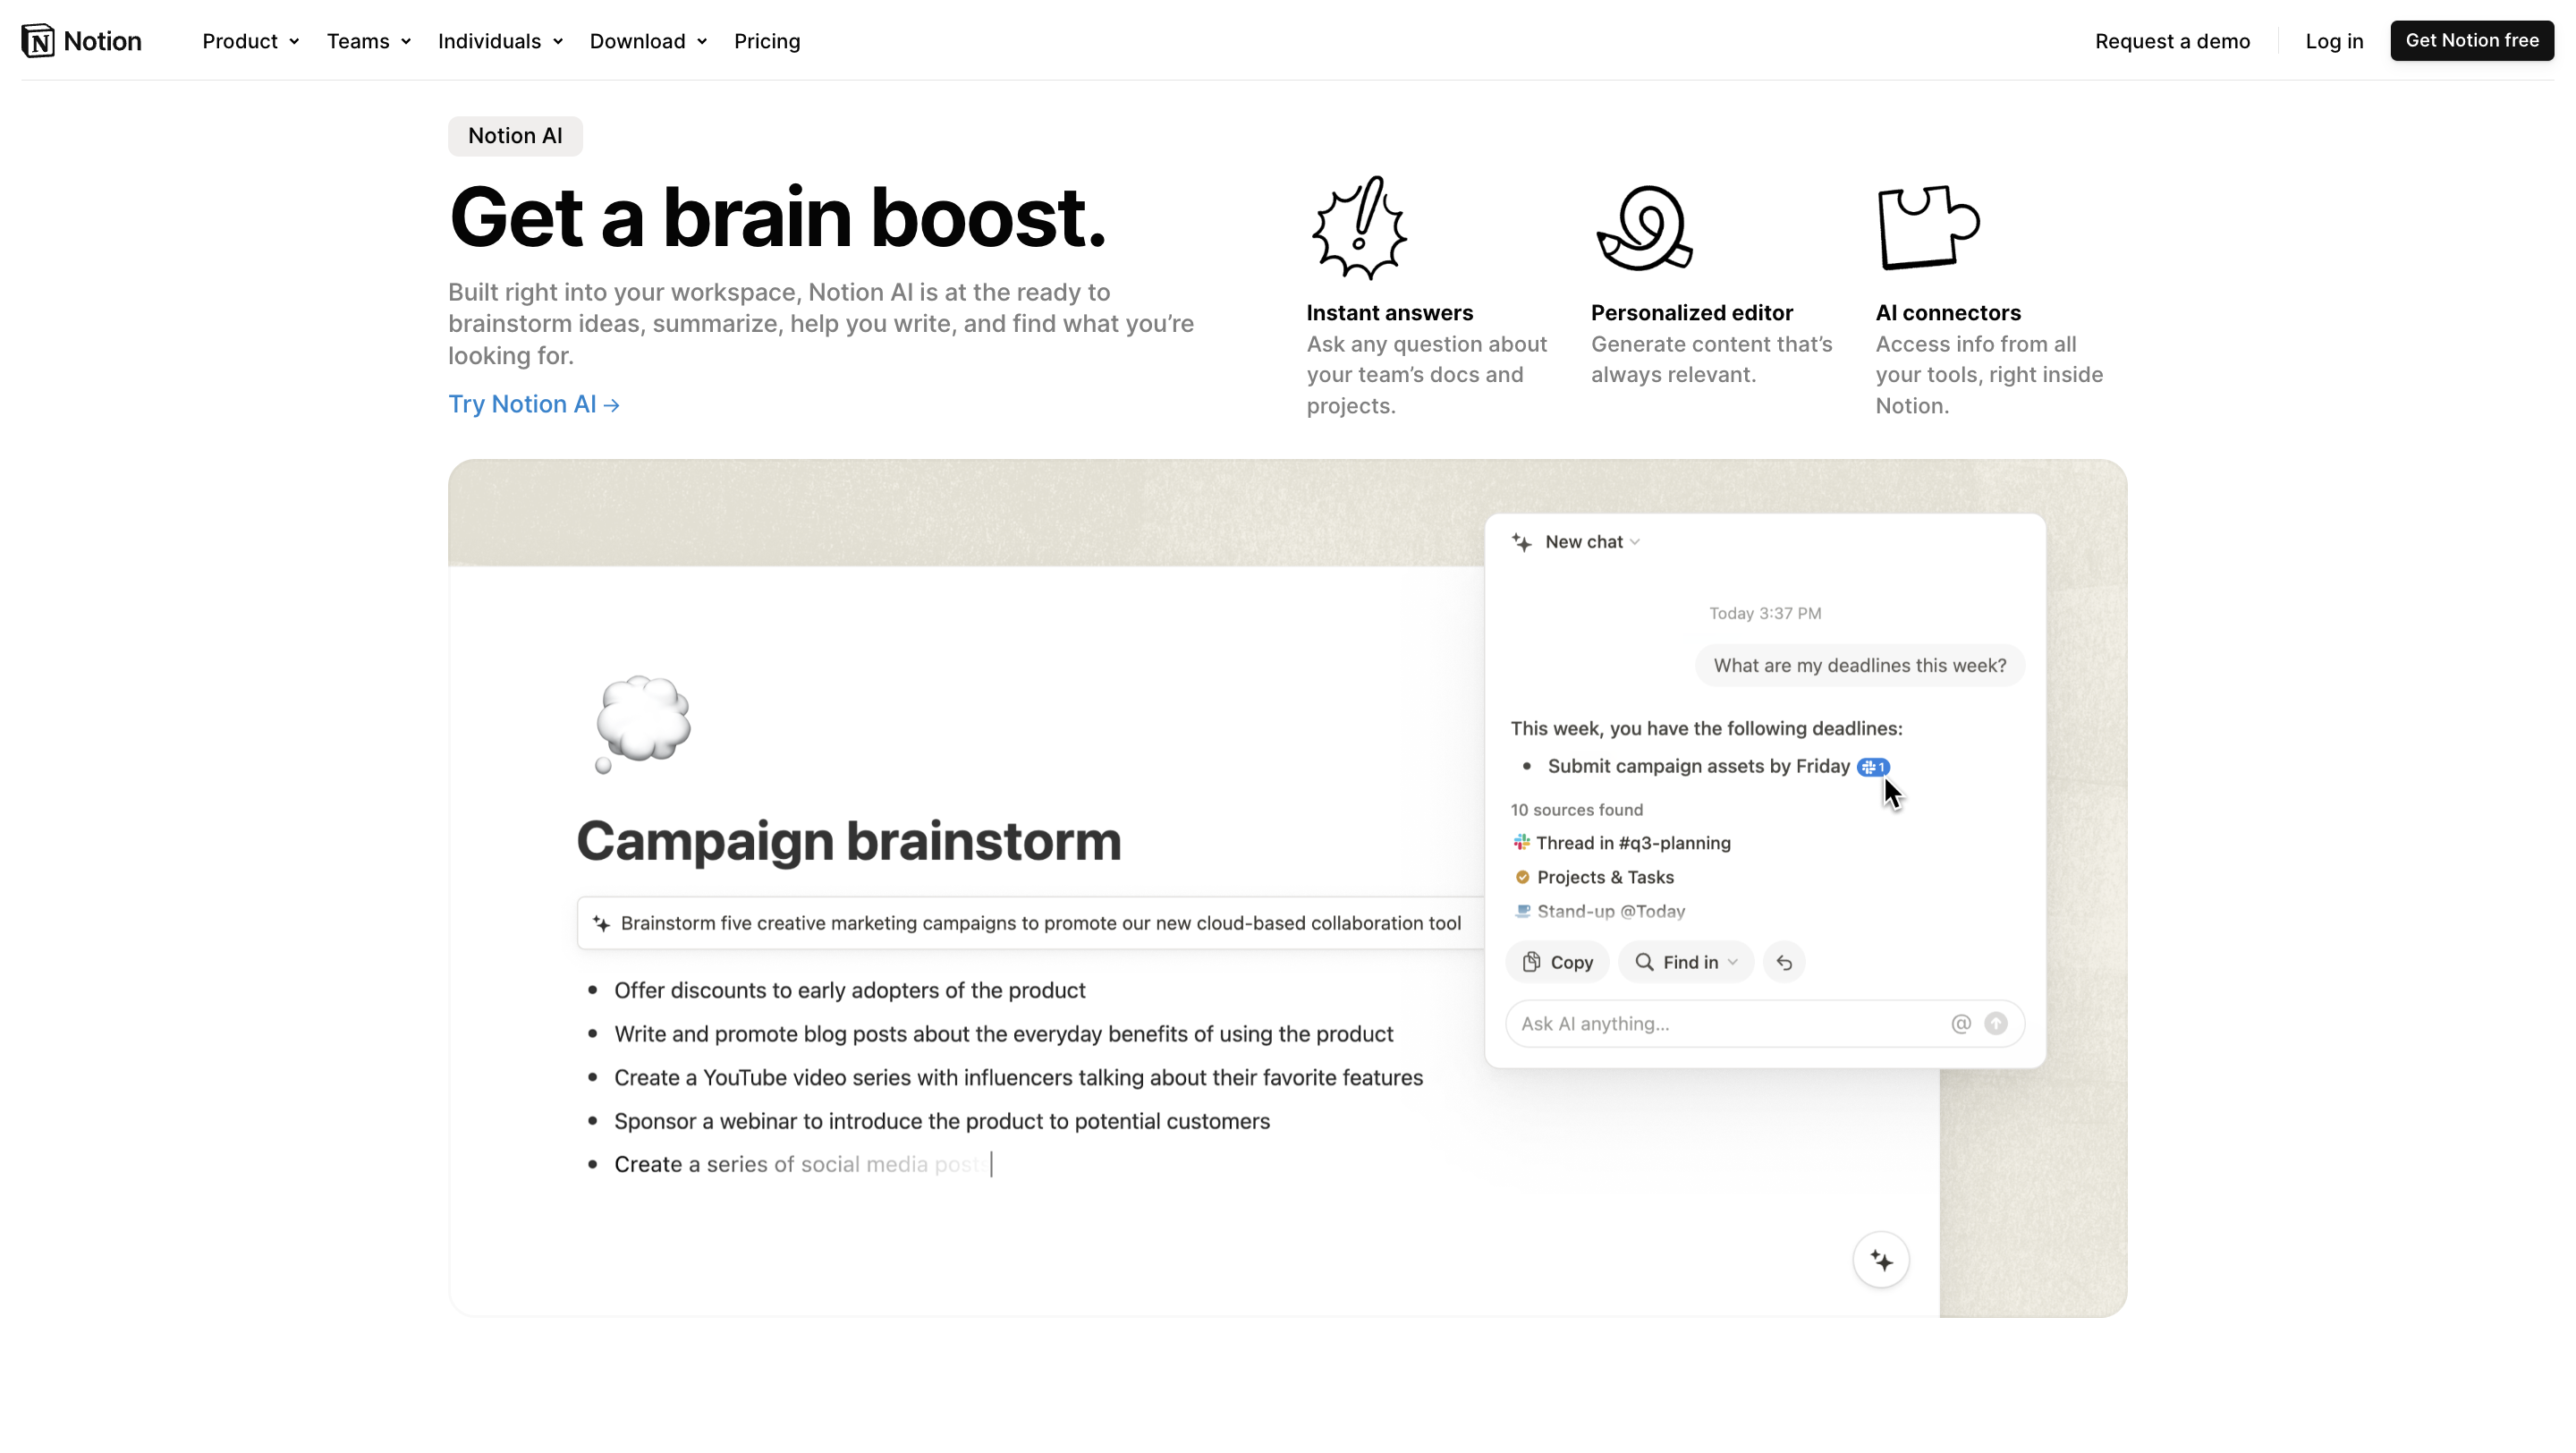 Notion
Product
Teams
Individuals
Download
Pricing
Request a demo
Log in
Get Notion free
Notion AI
Get a brain boost.
Built right into your workspace, Notion AI is at the ready to
brainstorm ideas, summarize, help you write, and find what you’re
looking for.
Try Notion AI →
Instant answers
Ask any question about
your team’s docs and
projects.
Personalized editor
Generate content that’s
always relevant.
AI connectors
Access info from all
your tools, right inside
Notion.
Campaign brainstorm
Brainstorm five creative marketing campaigns to promote our new cloud-based collaboration tool
• Offer discounts to early adopters of the product
• Write and promote blog posts about the everyday benefits of using the product
• Create a YouTube video series with influencers talking about their favorite features
• Sponsor a webinar to introduce the product to potential customers
• Create a series of social media post
New chat
Today 3:37 PM
What are my deadlines this week?
This week, you have the following deadlines:
• Submit campaign assets by Friday 1
10 sources found
Thread in #q3-planning
Projects & Tasks
Stand-up @Today
Copy
Find in
Ask AI anything... @